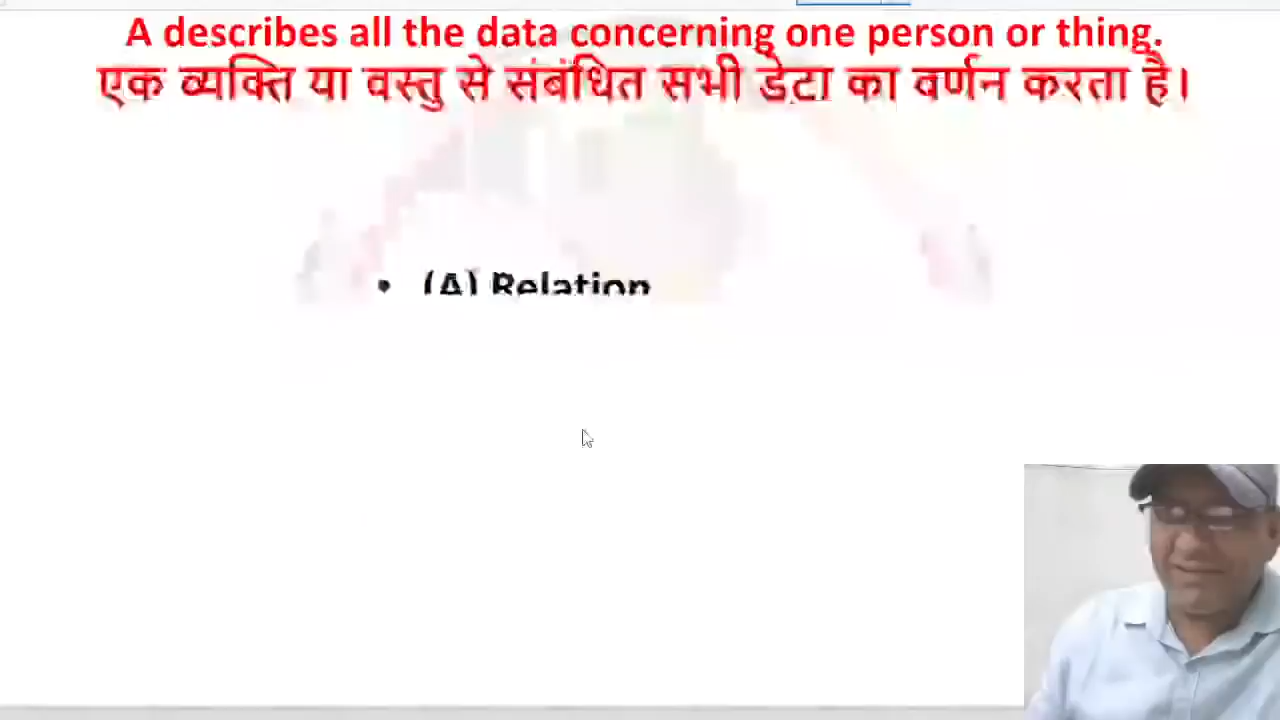 A describes all the data concerning one person or thing.
एक व्यक्ति या वस्तु से संबंधित सभी डेटा का वर्णन करता है।
• (A) Relation